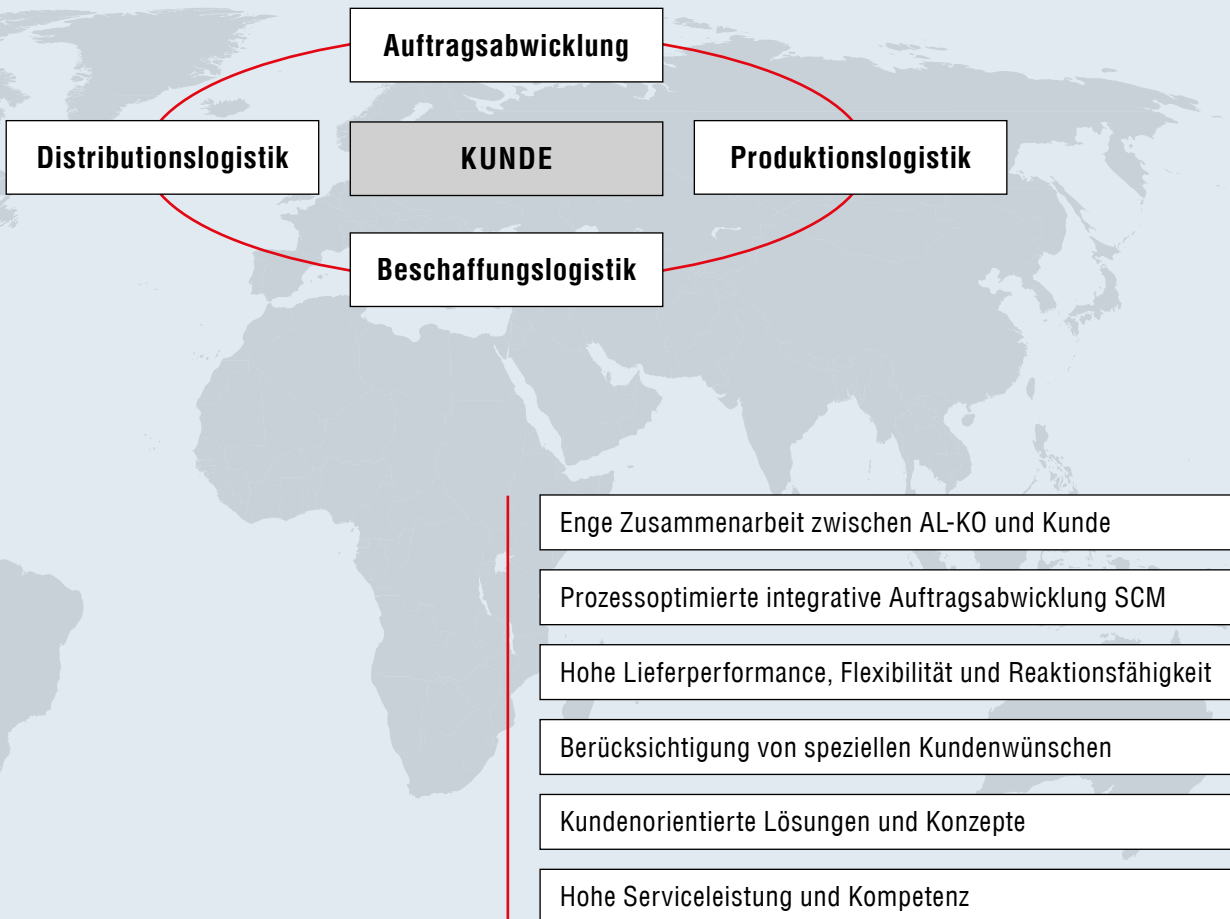 Auftragsabwicklung
Distributionslogistik
KUNDE
Produktionslogistik
Beschaffungslogistik
Enge Zusammenarbeit zwischen AL-KO und Kunde
Prozessoptimierte integrative Auftragsabwicklung SCM
Hohe Lieferperformance, Flexibilität und Reaktionsfähigkeit
Berücksichtigung von speziellen Kundenwünschen
Kundenorientierte Lösungen und Konzepte
Hohe Serviceleistung und Kompetenz